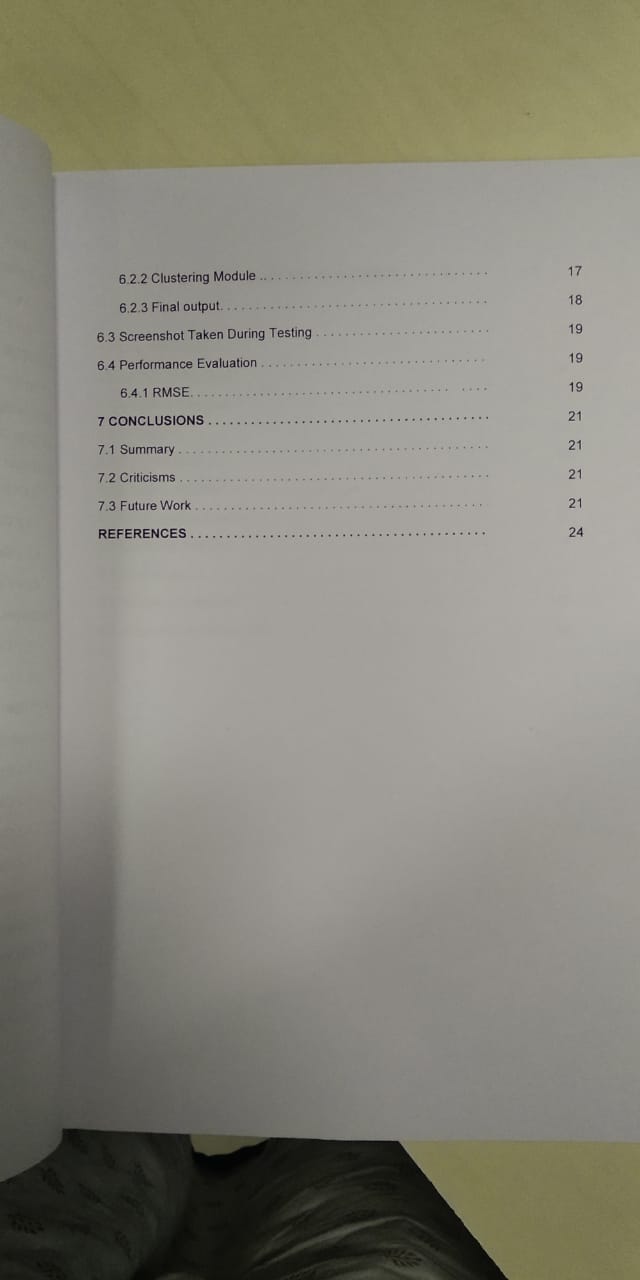 6.2.2 Clustering Module .. . . . . . . . . . . . . . . . . . . . . . . . . . . . . . 17
6.2.3 Final output. . . . . . . . . . . . . . . . . . . . . . . . . . . . . . . . . . . 18
6.3 Screenshot Taken During Testing . . . . . . . . . . . . . . . . . . . . . . . 19
6.4 Performance Evaluation . . . . . . . . . . . . . . . . . . . . . . . . . . . . . 19
6.4.1 RMSE. . . . . . . . . . . . . . . . . . . . . . . . . . . . . . . . . . . . . 19
7 CONCLUSIONS . . . . . . . . . . . . . . . . . . . . . . . . . . . . . . . . . . . . 21
7.1 Summary . . . . . . . . . . . . . . . . . . . . . . . . . . . . . . . . . . . . . . . 21
7.2 Criticisms . . . . . . . . . . . . . . . . . . . . . . . . . . . . . . . . . . . . . . . 21
7.3 Future Work . . . . . . . . . . . . . . . . . . . . . . . . . . . . . . . . . . . . 21
REFERENCES . . . . . . . . . . . . . . . . . . . . . . . . . . . . . . . . . . . . . . 24